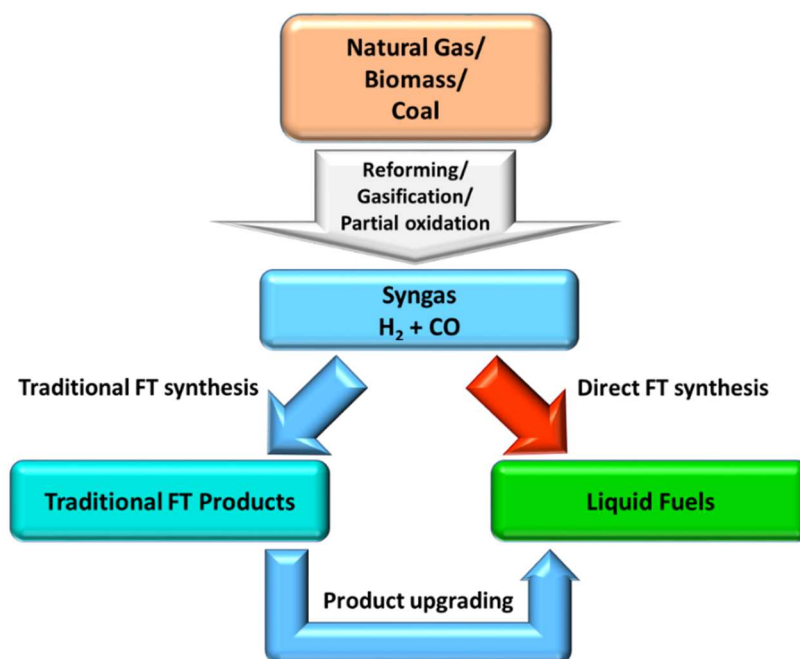 Natural Gas/
Biomass/
Coal
Reforming/
Gasification/
Partial oxidation
Syngas
H₂ + CO
Traditional FT synthesis
Direct FT synthesis
Traditional FT Products
Liquid Fuels
Product upgrading